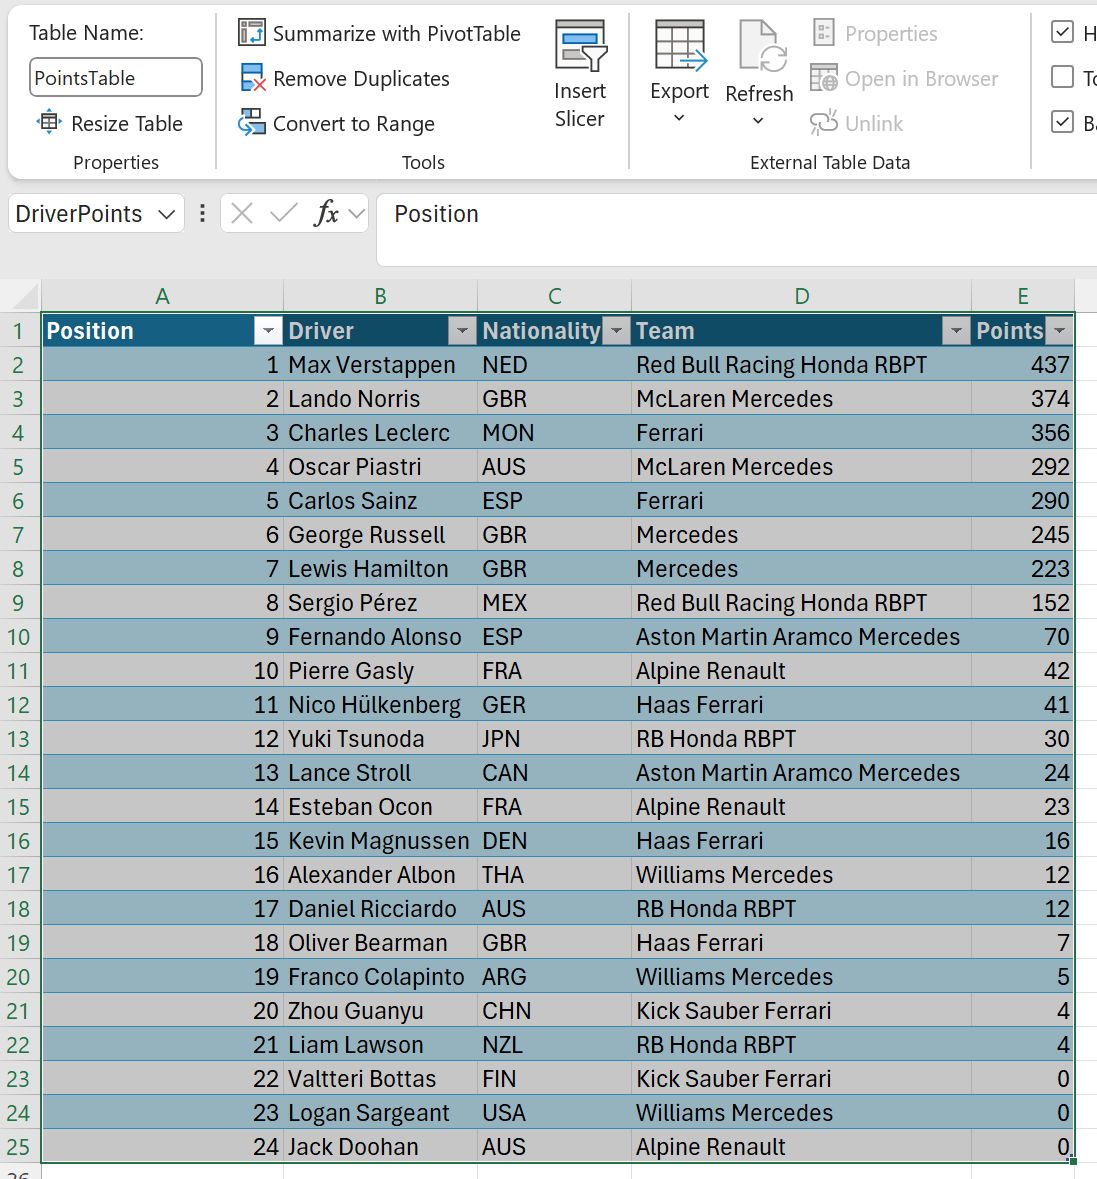 Table Name:
PointsTable
Resize Table
Properties
Summarize with PivotTable
Remove Duplicates
Convert to Range
Tools
Insert
Slicer
Export
Refresh
Properties
Open in Browser
Unlink
External Table Data
H
To
Ba
DriverPoints
fx
Position
A B C D E
1 Position Driver Nationality Team Points
2 1 Max Verstappen NED Red Bull Racing Honda RBPT 437
3 2 Lando Norris GBR McLaren Mercedes 374
4 3 Charles Leclerc MON Ferrari 356
5 4 Oscar Piastri AUS McLaren Mercedes 292
6 5 Carlos Sainz ESP Ferrari 290
7 6 George Russell GBR Mercedes 245
8 7 Lewis Hamilton GBR Mercedes 223
9 8 Sergio Pérez MEX Red Bull Racing Honda RBPT 152
10 9 Fernando Alonso ESP Aston Martin Aramco Mercedes 70
11 10 Pierre Gasly FRA Alpine Renault 42
12 11 Nico Hülkenberg GER Haas Ferrari 41
13 12 Yuki Tsunoda JPN RB Honda RBPT 30
14 13 Lance Stroll CAN Aston Martin Aramco Mercedes 24
15 14 Esteban Ocon FRA Alpine Renault 23
16 15 Kevin Magnussen DEN Haas Ferrari 16
17 16 Alexander Albon THA Williams Mercedes 12
18 17 Daniel Ricciardo AUS RB Honda RBPT 12
19 18 Oliver Bearman GBR Haas Ferrari 7
20 19 Franco Colapinto ARG Williams Mercedes 5
21 20 Zhou Guanyu CHN Kick Sauber Ferrari 4
22 21 Liam Lawson NZL RB Honda RBPT 4
23 22 Valtteri Bottas FIN Kick Sauber Ferrari 0
24 23 Logan Sargeant USA Williams Mercedes 0
25 24 Jack Doohan AUS Alpine Renault 0